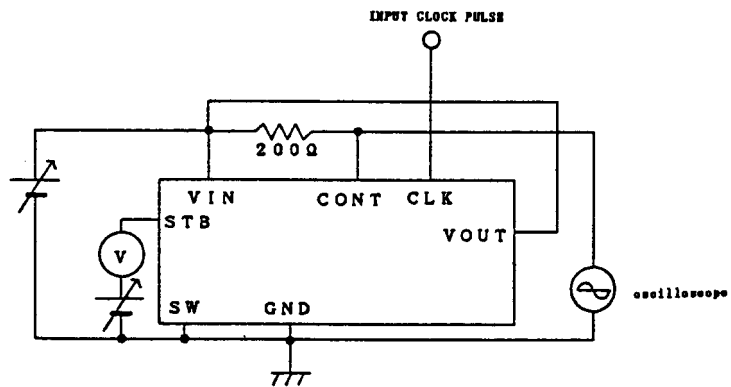 INPUT CLOCK PULSE
200Ω
VIN
CONT
CLK
STB
VOUT
V
SW
GND
oscilloscope